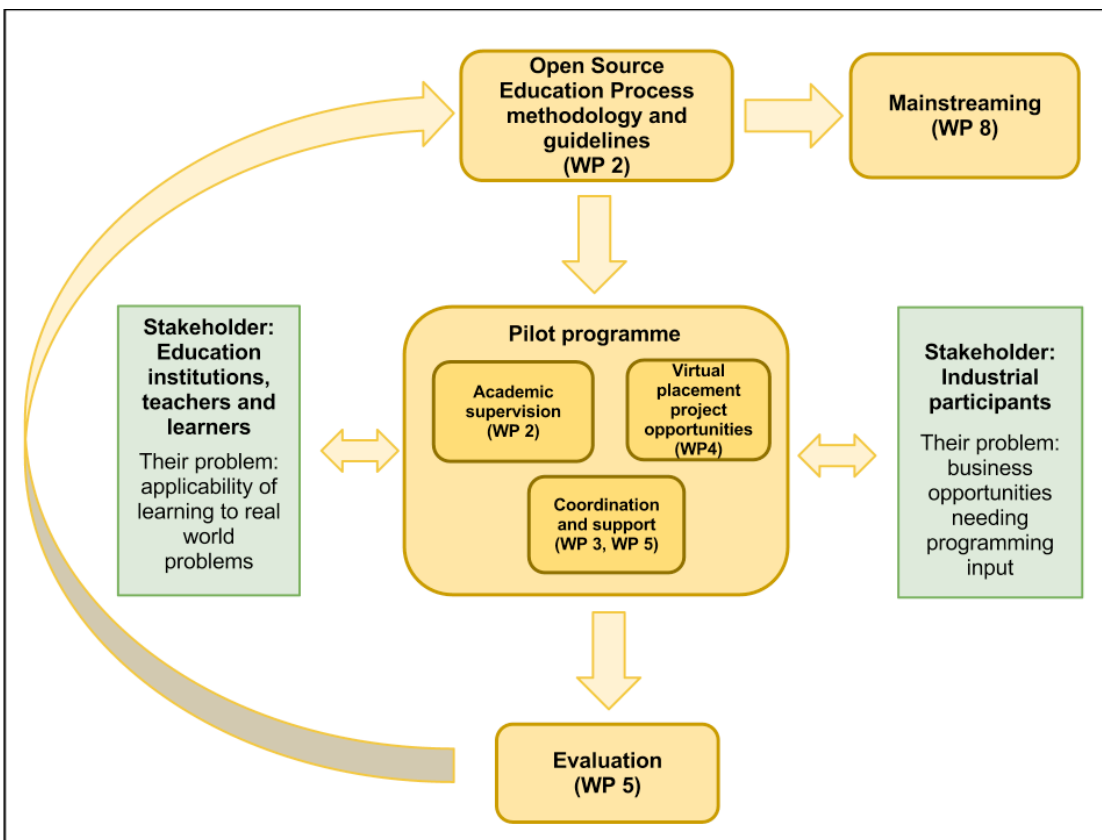 Open Source
Education Process
methodology and
guidelines
(WP 2)
Mainstreaming
(WP 8)
Stakeholder:
Education
institutions,
teachers and
learners
Their problem:
applicability of
learning to real
world
problems
Pilot programme
Academic
supervision
(WP 2)
Virtual
placement
project
opportunities
(WP4)
Coordination
and support
(WP 3, WP 5)
Stakeholder:
Industrial
participants
Their problem:
business
opportunities
needing
programming
input
Evaluation
(WP 5)